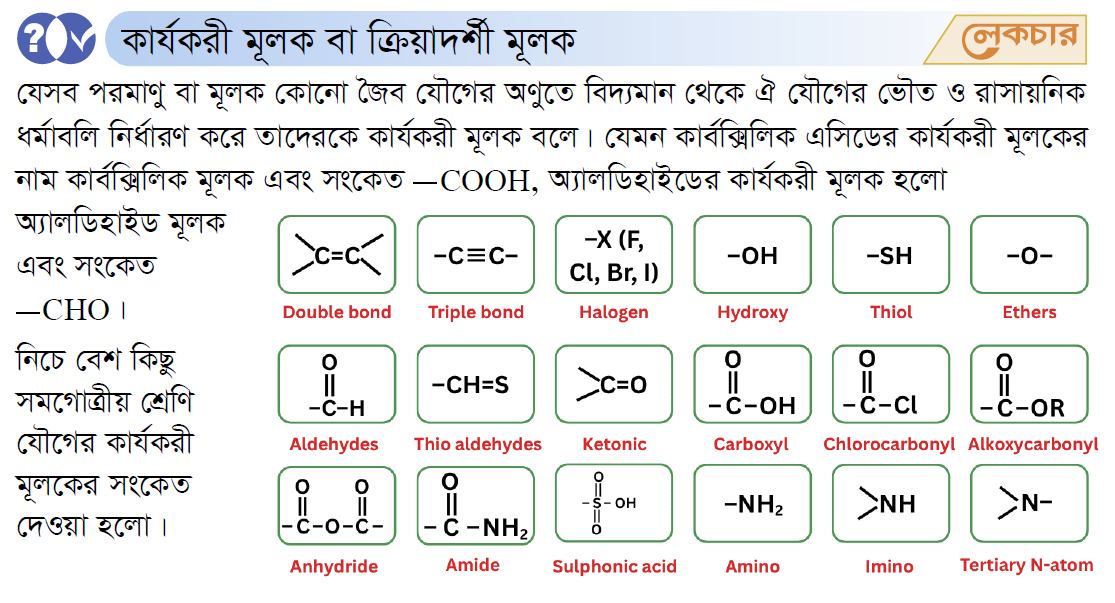 কার্যকরী মূলক বা ক্রিয়াদর্শী মূলক
লেকচার
যেসব পরমাণু বা মূলক কোনো জৈব যৌগের অণুতে বিদ্যমান থেকে ঐ যৌগের ভৌত ও রাসায়নিক
ধর্মাবলি নির্ধারণ করে তাদেরকে কার্যকরী মূলক বলে। যেমন কার্বক্সিলিক এসিডের কার্যকরী মূলকের
নাম কার্বক্সিলিক মূলক এবং সংকেত —COOH, অ্যালডিহাইডের কার্যকরী মূলক হলো
অ্যালডিহাইড মূলক
এবং সংকেত
—CHO।
নিচে বেশ কিছু
সমগোত্রীয় শ্রেণি
যৌগের কার্যকরী
মূলকের সংকেত
দেওয়া হলো।
C=C
Double bond
–C≡C–
Triple bond
–X (F,
Cl, Br, I)
Halogen
–OH
Hydroxy
–SH
Thiol
–O–
Ethers
O
–C–H
Aldehydes
–CH=S
Thio aldehydes
C=O
Ketonic
O
–C–OH
Carboxyl
O
–C–Cl
Chlorocarbonyl
O
–C–OR
Alkoxycarbonyl
O O
–C–O–C–
Anhydride
O
–C–NH₂
Amide
O
–S–OH
O
Sulphonic acid
–NH₂
Amino
NH
Imino
N–
Tertiary N-atom